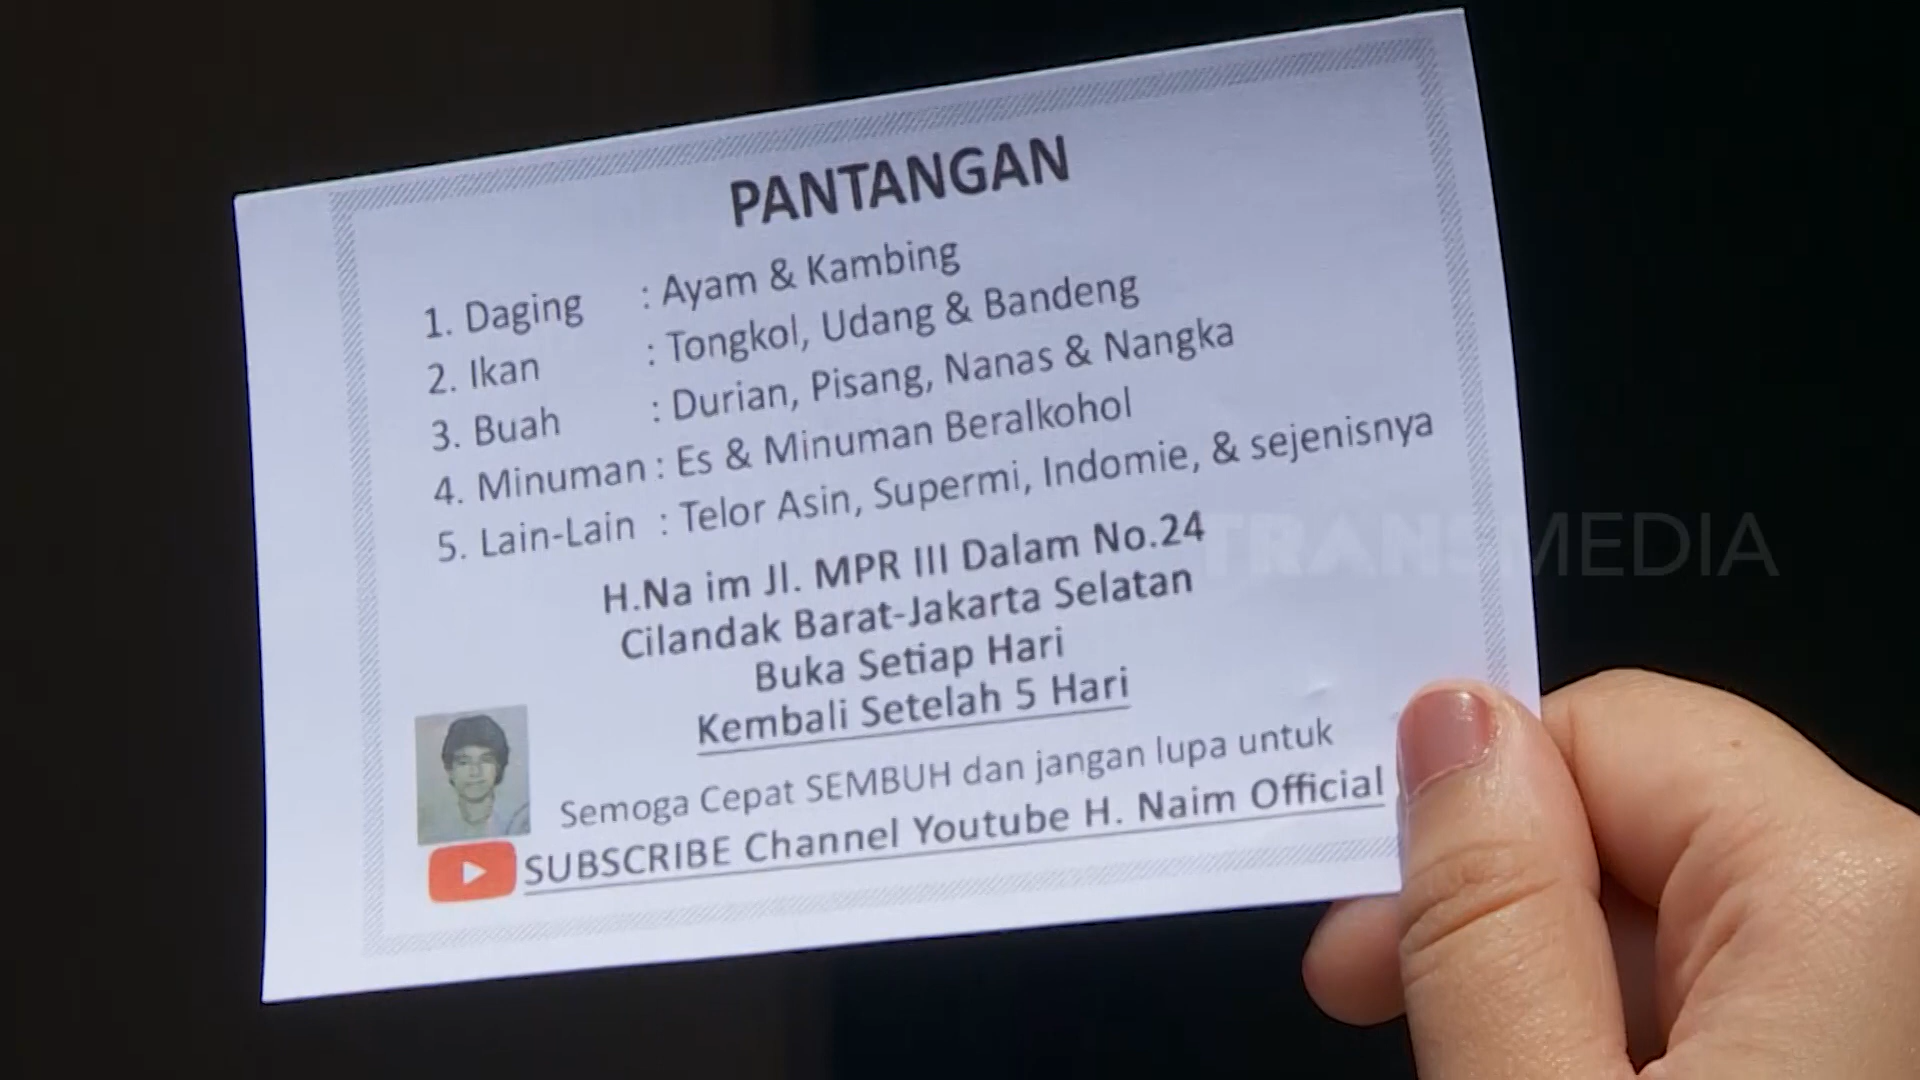 PANTANGAN
1. Daging : Ayam & Kambing
2. Ikan : Tongkol, Udang & Bandeng
3. Buah : Durian, Pisang, Nanas & Nangka
4. Minuman : Es & Minuman Beralkohol
5. Lain-Lain : Telor Asin, Supermi, Indomie, & sejenisnya
H.Na im Jl. MPR III Dalam No.24
Cilandak Barat-Jakarta Selatan
Buka Setiap Hari
Kembali Setelah 5 Hari
Semoga Cepat SEMBUH dan jangan lupa untuk
SUBSCRIBE Channel Youtube H. Naim Official
TRANSMEDIA